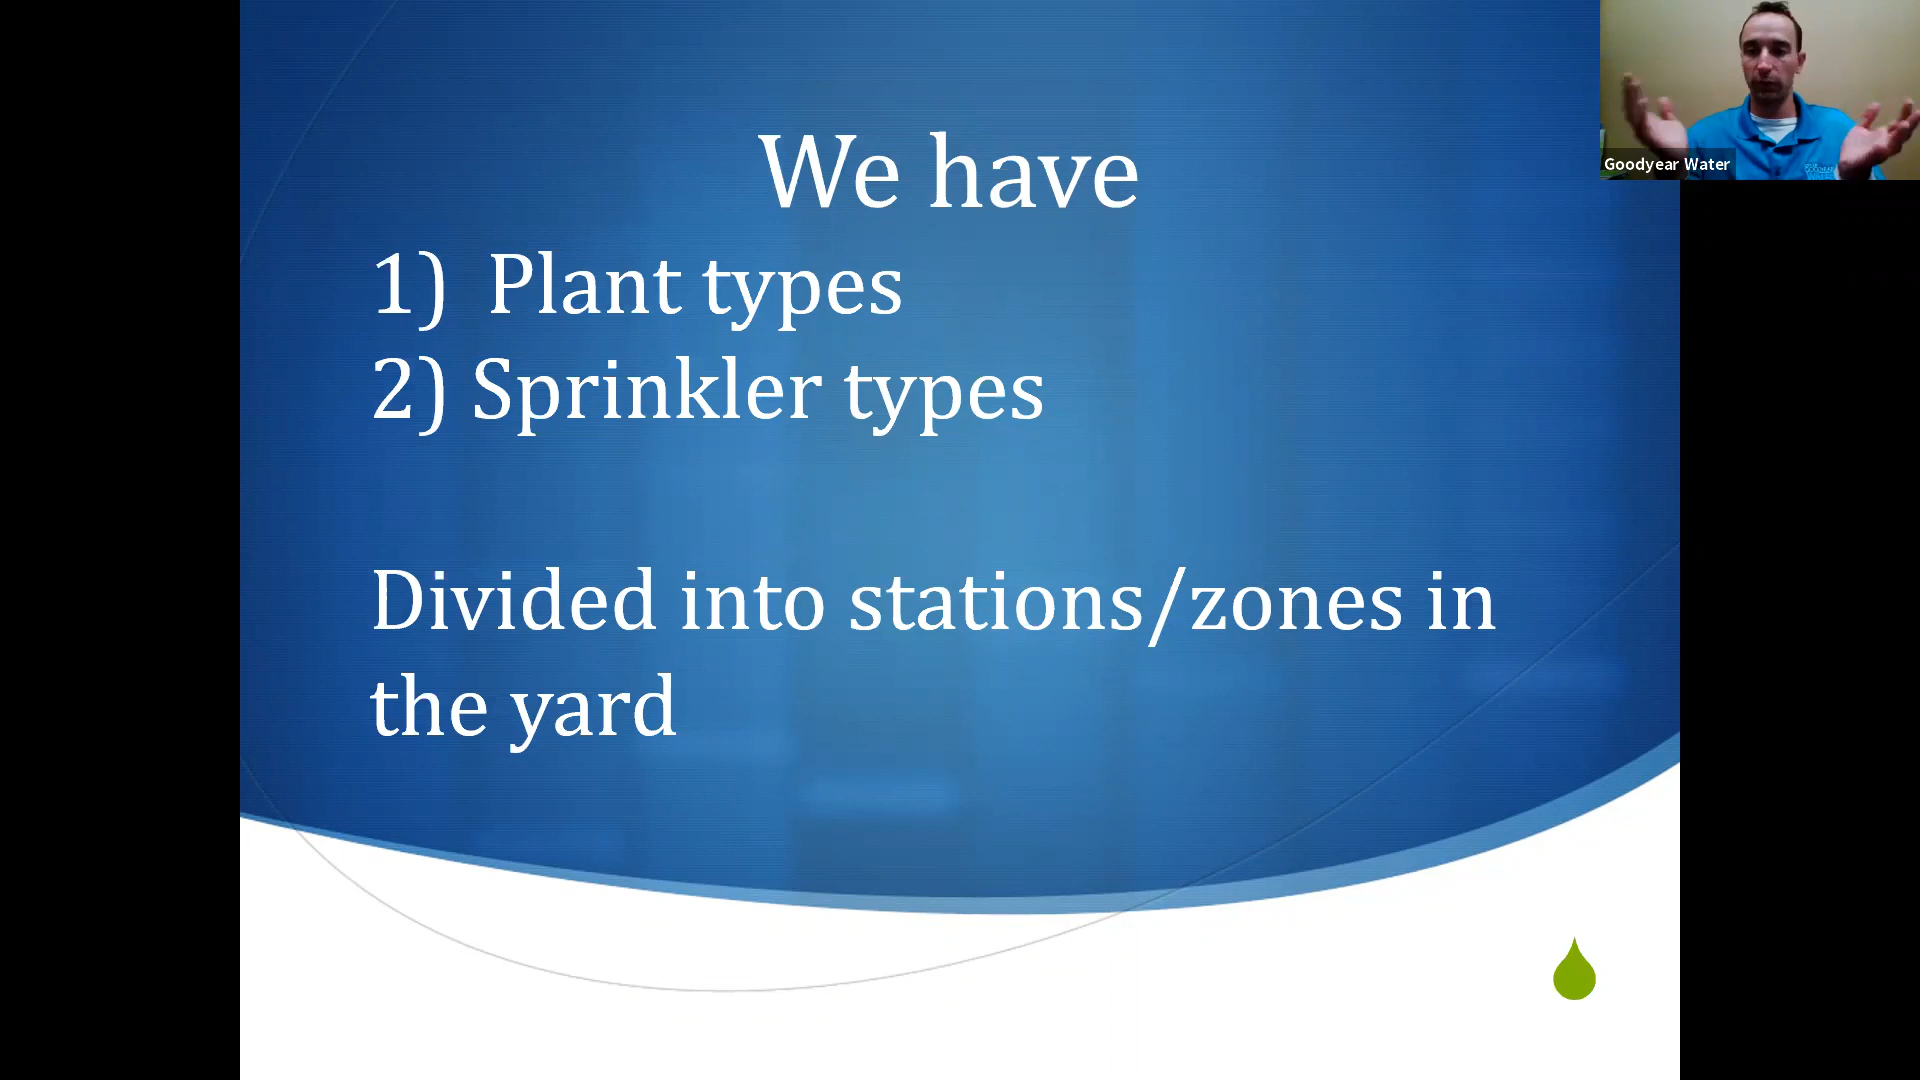 We have
1) Plant types
2) Sprinkler types
Divided into stations/zones in
the yard
Goodyear Water